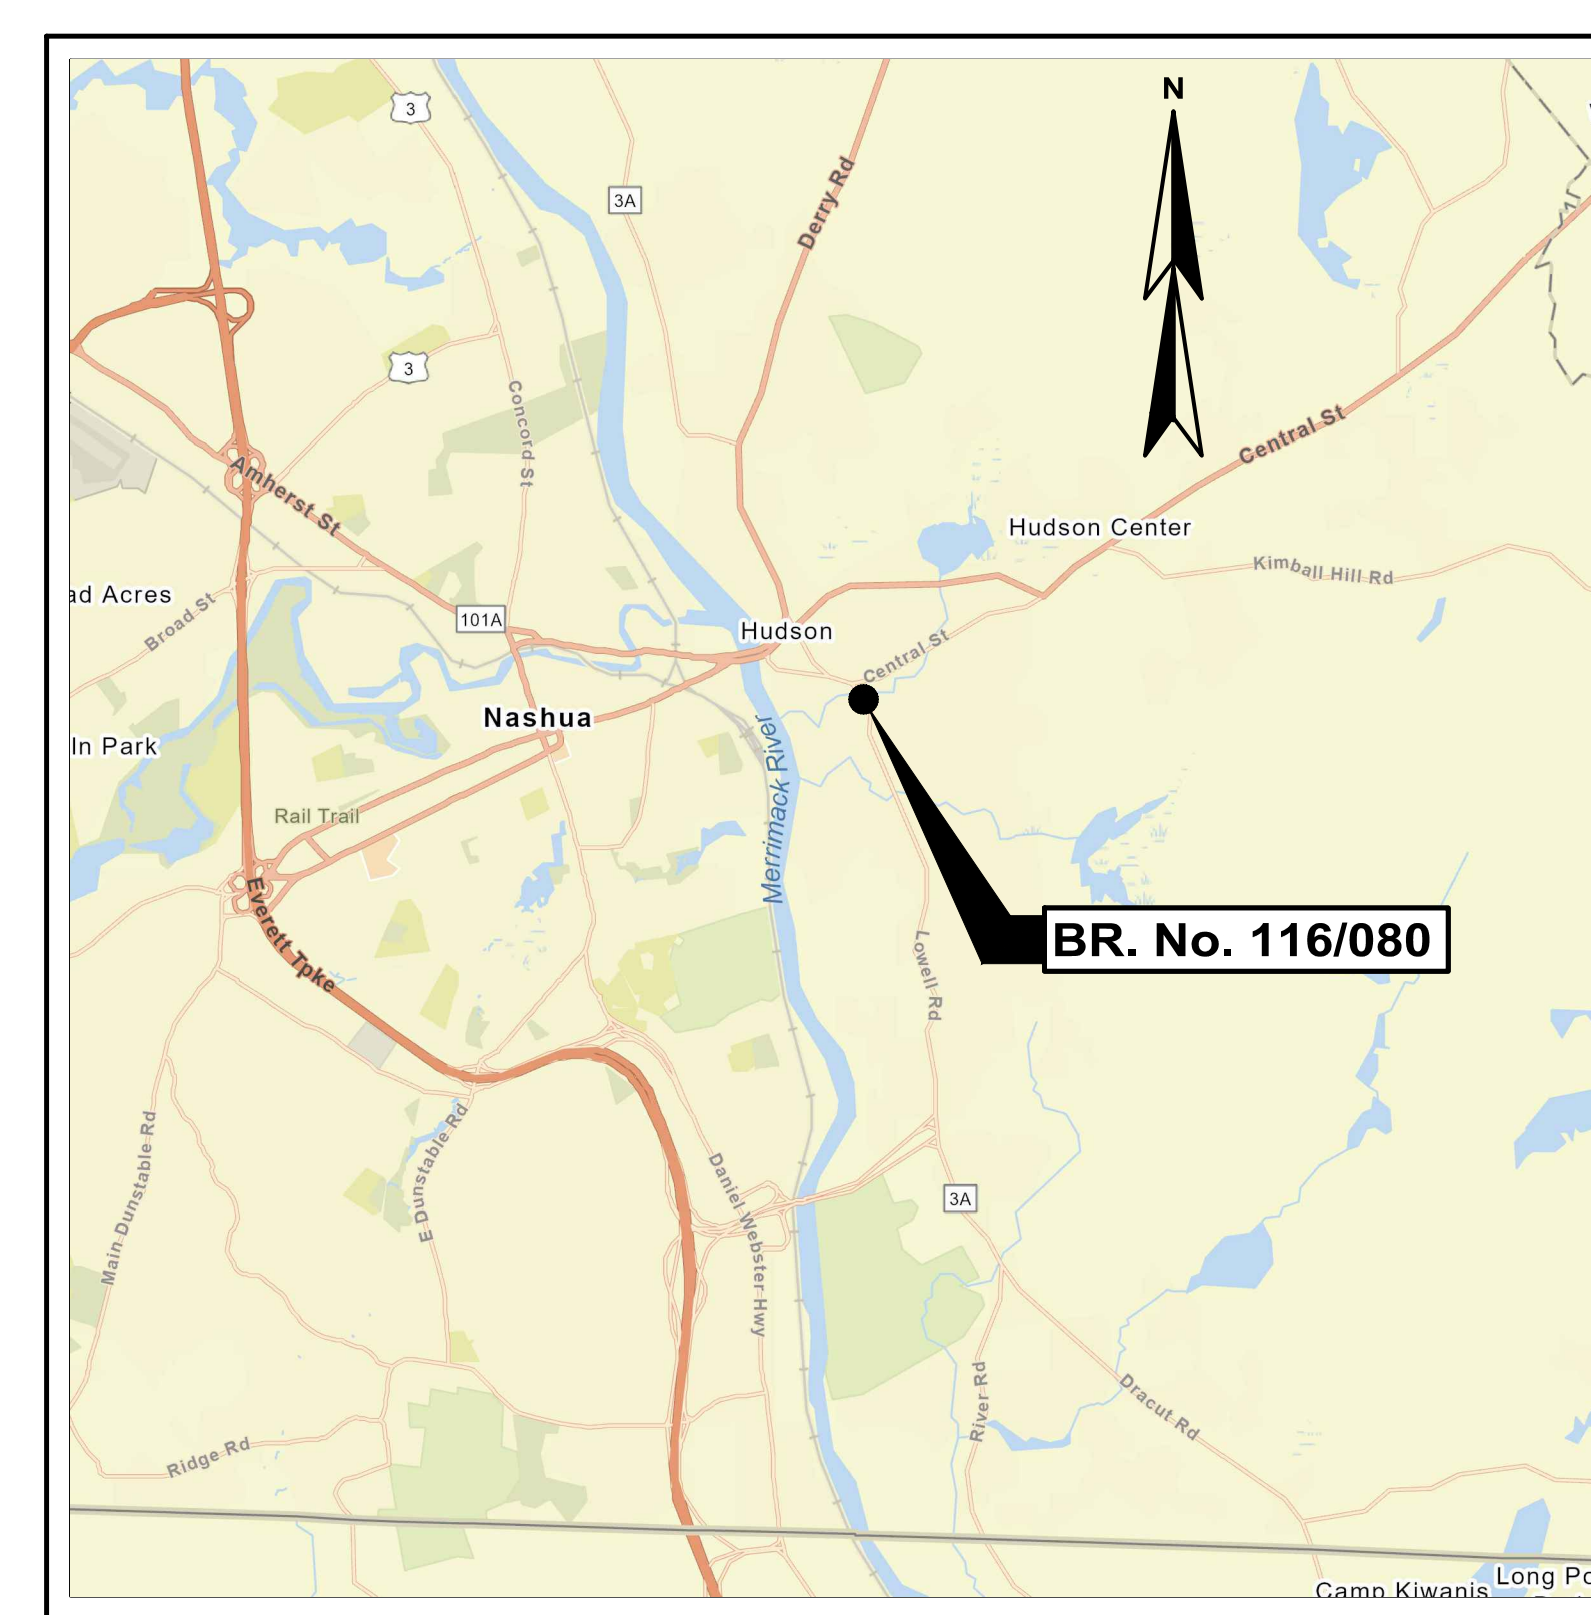 N
3
3A
Derry Rd
3
Concord St
Central St
Amherst St
Hudson Center
Kimball Hill Rd
ad Acres
Broad St
101A
Hudson
Central St
Nashua
ln Park
Merrimack River
Rail Trail
Everett Tpke
BR. No. 116/080
Lowell Rd
Main Dunstable Rd
E Dunstable Rd
Daniel Webster Hwy
3A
River Rd
Dracut Rd
Ridge Rd
Camp Kiwanis
Long Po